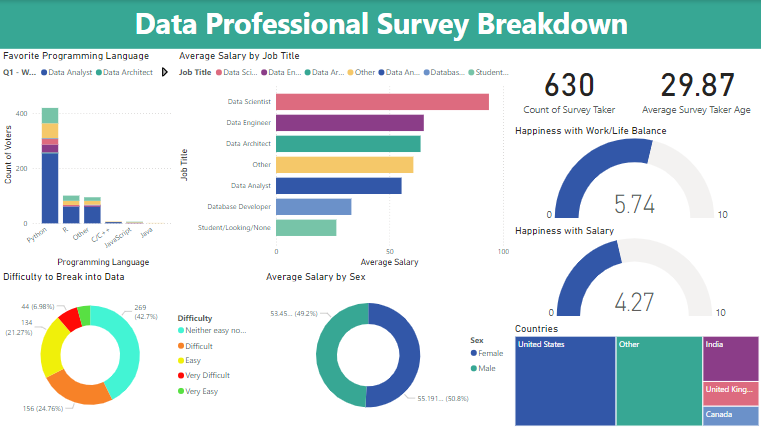 Data Professional Survey Breakdown
Favorite Programming Language
Q1 - W... Data Analyst Data Architect
Count of Voters
400
200
0
Python
R
Other
C/C++
JavaScript
Java
Programming Language
Average Salary by Job Title
Job Title Data Sci... Data En... Data Ar... Other Data An... Databas... Student...
Job Title
Data Scientist
Data Engineer
Data Architect
Other
Data Analyst
Database Developer
Student/Looking/None
0 50 100
Average Salary
630
Count of Survey Taker
29.87
Average Survey Taker Age
Happiness with Work/Life Balance
5.74
0 10
Happiness with Salary
4.27
0 10
Difficulty to Break into Data
44 (6.98%)
134
(21.27%)
269
(42.7%)
156 (24.76%)
Difficulty
Neither easy no...
Difficult
Easy
Very Difficult
Very Easy
Average Salary by Sex
53.45... (49.2%)
55.191... (50.8%)
Sex
Female
Male
Countries
United States
Other
India
United King...
Canada